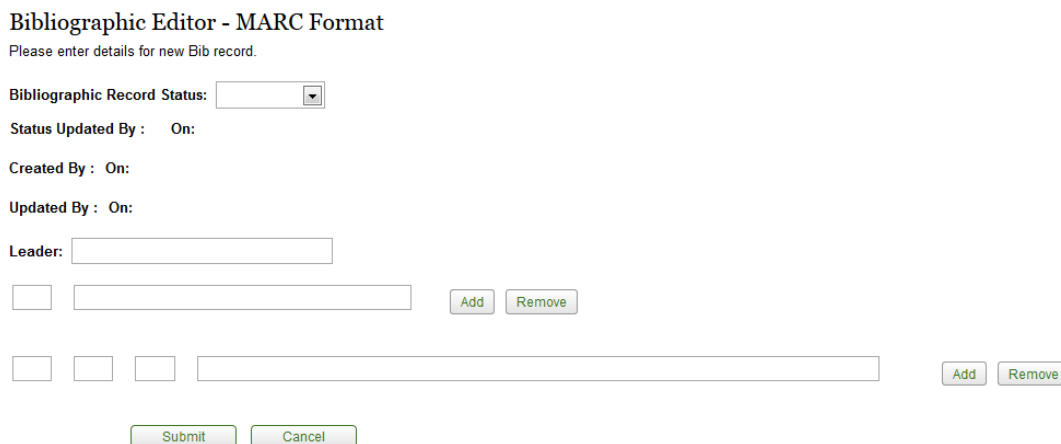 Bibliographic Editor - MARC Format
Please enter details for new Bib record.
Bibliographic Record Status:
Status Updated By : On:
Created By : On:
Updated By : On:
Leader:
Add Remove
Add Remove
Submit Cancel